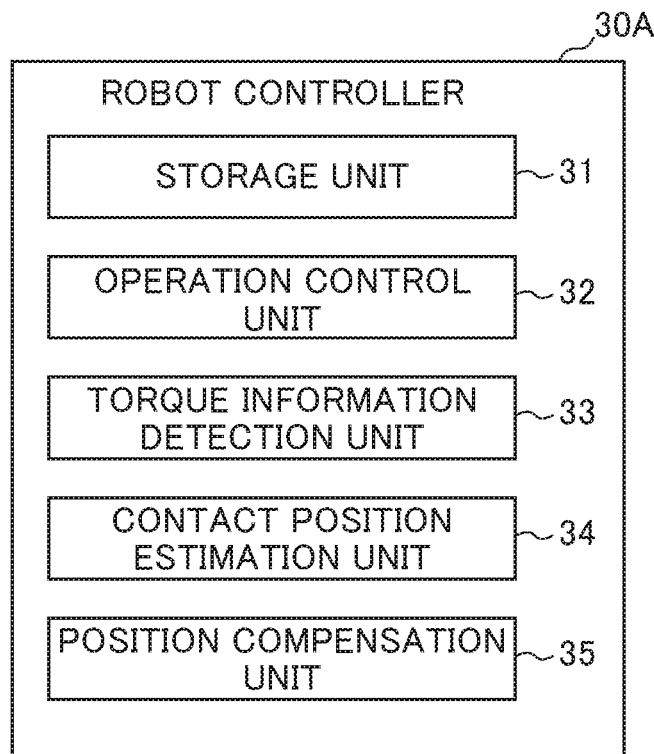 30A
ROBOT CONTROLLER
STORAGE UNIT
31
OPERATION CONTROL
UNIT
32
TORQUE INFORMATION
DETECTION UNIT
33
CONTACT POSITION
ESTIMATION UNIT
34
POSITION COMPENSATION
UNIT
35